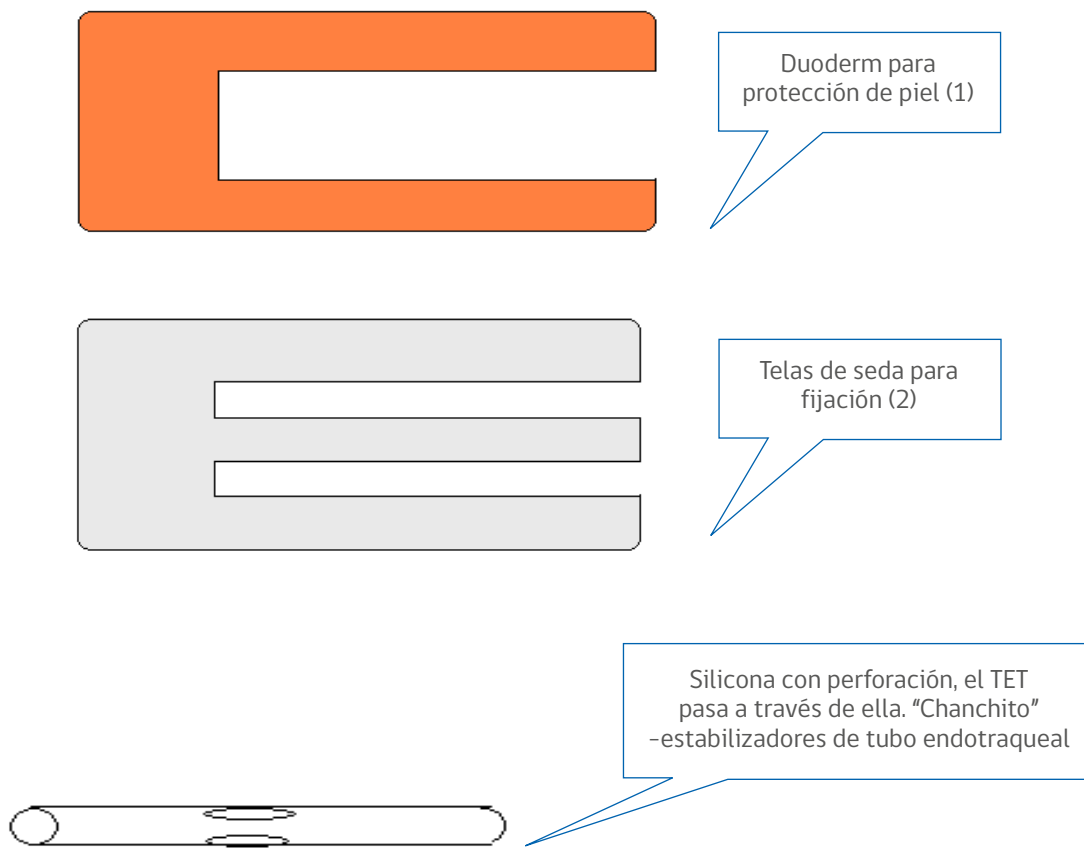 Duoderm para
protección de piel (1)
Telas de seda para
fijación (2)
Silicona con perforación, el TET
pasa a través de ella. “Chanchito”
–estabilizadores de tubo endotraqueal